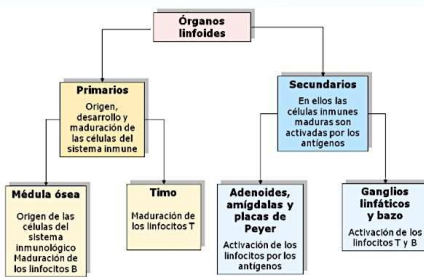 Órganos
linfoides
Primarios
Origen,
desarrollo y
maduración de
las células del
sistema inmune
Secundarios
En ellos las
células inmunes
maduras son
activadas por los
antígenos
Médula ósea
Origen de las
células del
sistema
inmunológico
Maduración de
los linfocitos B
Timo
Maduración de
los linfocitos T
Adenoides,
amígdalas y
placas de
Peyer
Activación de los
linfocitos por los
antígenos
Ganglios
linfáticos
y bazo
Activación de los
linfocitos T y B